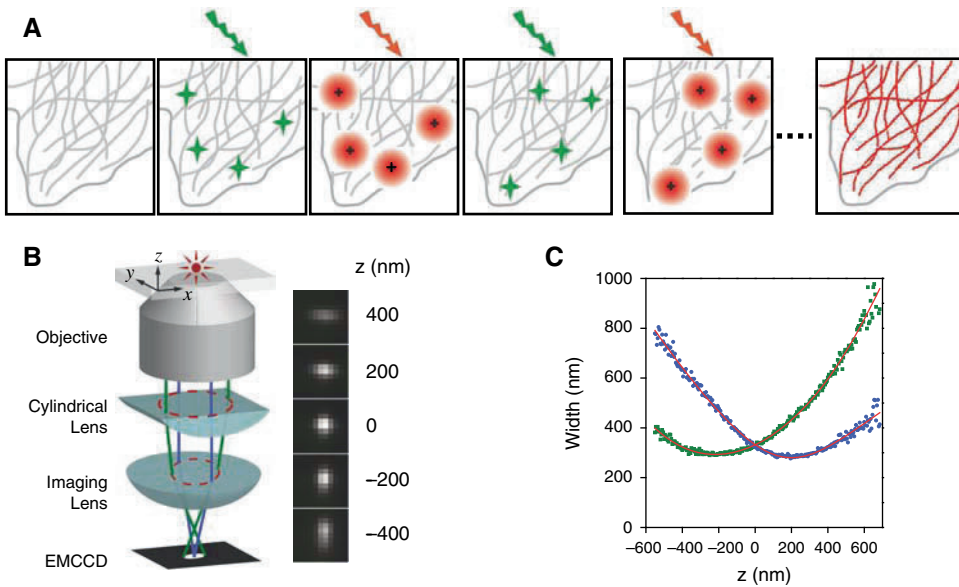 A
B
z
y
x
Objective
Cylindrical
Lens
Imaging
Lens
EMCCD
z (nm)
400
200
0
−200
−400
C
Width (nm)
1000
800
600
400
200
0
−600 −400 −200 0 200 400 600
z (nm)